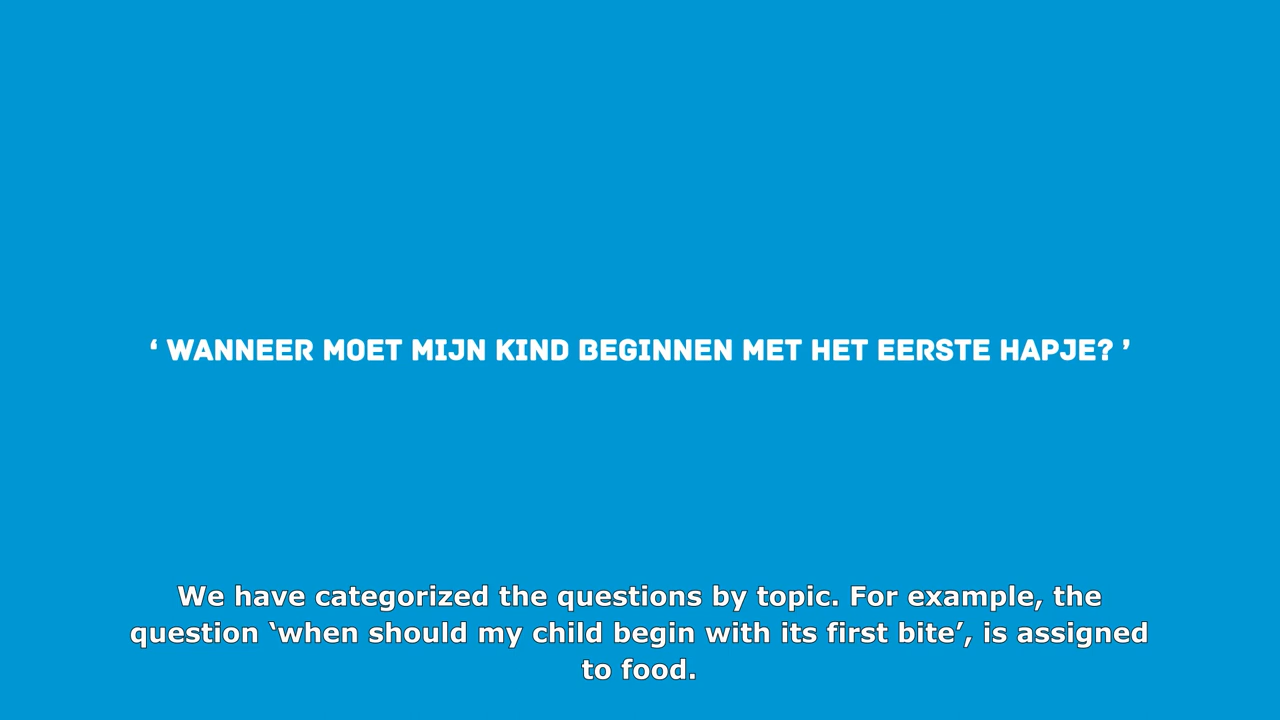 ‘ WANNEER MOET MIJN KIND BEGINNEN MET HET EERSTE HAPJE? ’
We have categorized the questions by topic. For example, the
question ‘when should my child begin with its first bite’, is assigned
to food.